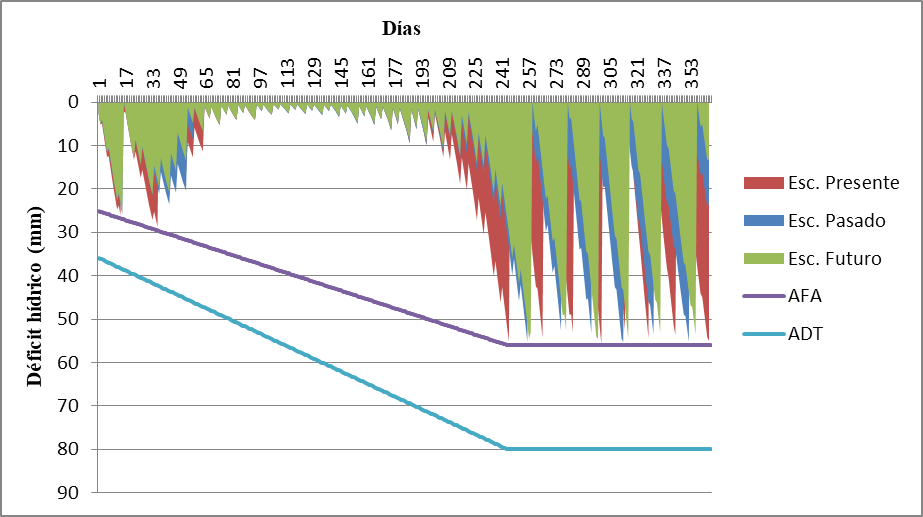 Días
1 17 33 49 65 81 97 113 129 145 161 177 193 209 225 241 257 273 289 305 321 337 353
Déficit hídrico (mm)
0
10
20
30
40
50
60
70
80
90
Esc. Presente
Esc. Pasado
Esc. Futuro
AFA
ADT